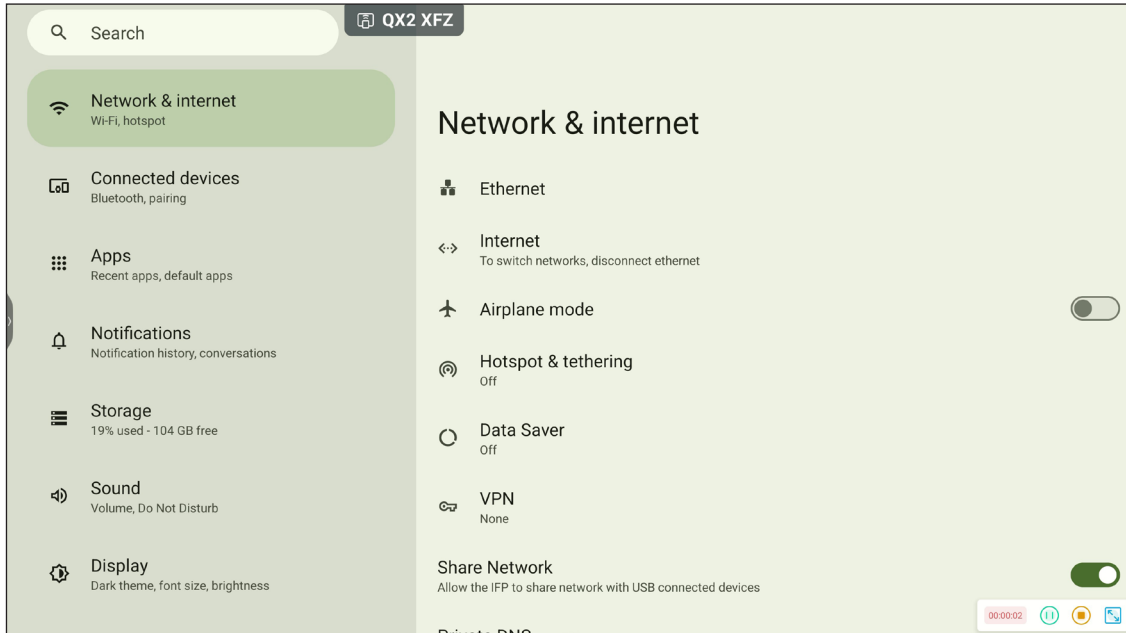 Search
QX2 XFZ
Network & internet
Wi-Fi, hotspot
Connected devices
Bluetooth, pairing
Apps
Recent apps, default apps
Notifications
Notification history, conversations
Storage
19% used - 104 GB free
Sound
Volume, Do Not Disturb
Display
Dark theme, font size, brightness
Network & internet
Ethernet
Internet
To switch networks, disconnect ethernet
Airplane mode
Hotspot & tethering
Off
Data Saver
Off
VPN
None
Share Network
Allow the IFP to share network with USB connected devices
Private DNS
00:00:02